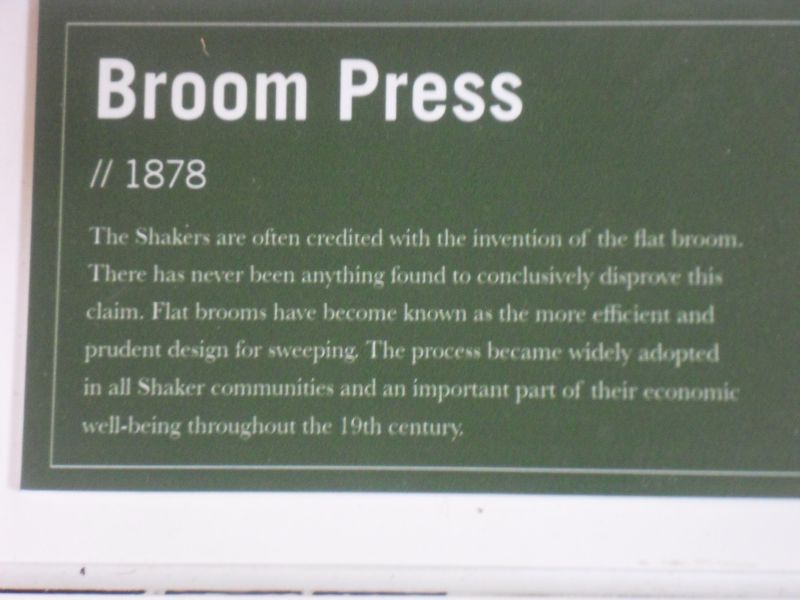 Broom Press
// 1878
The Shakers are often credited with the invention of the flat broom.
There has never been anything found to conclusively disprove this
claim. Flat brooms have become known as the more efficient and
prudent design for sweeping. The process became widely adopted
in all Shaker communities and an important part of their economic
well-being throughout the 19th century.